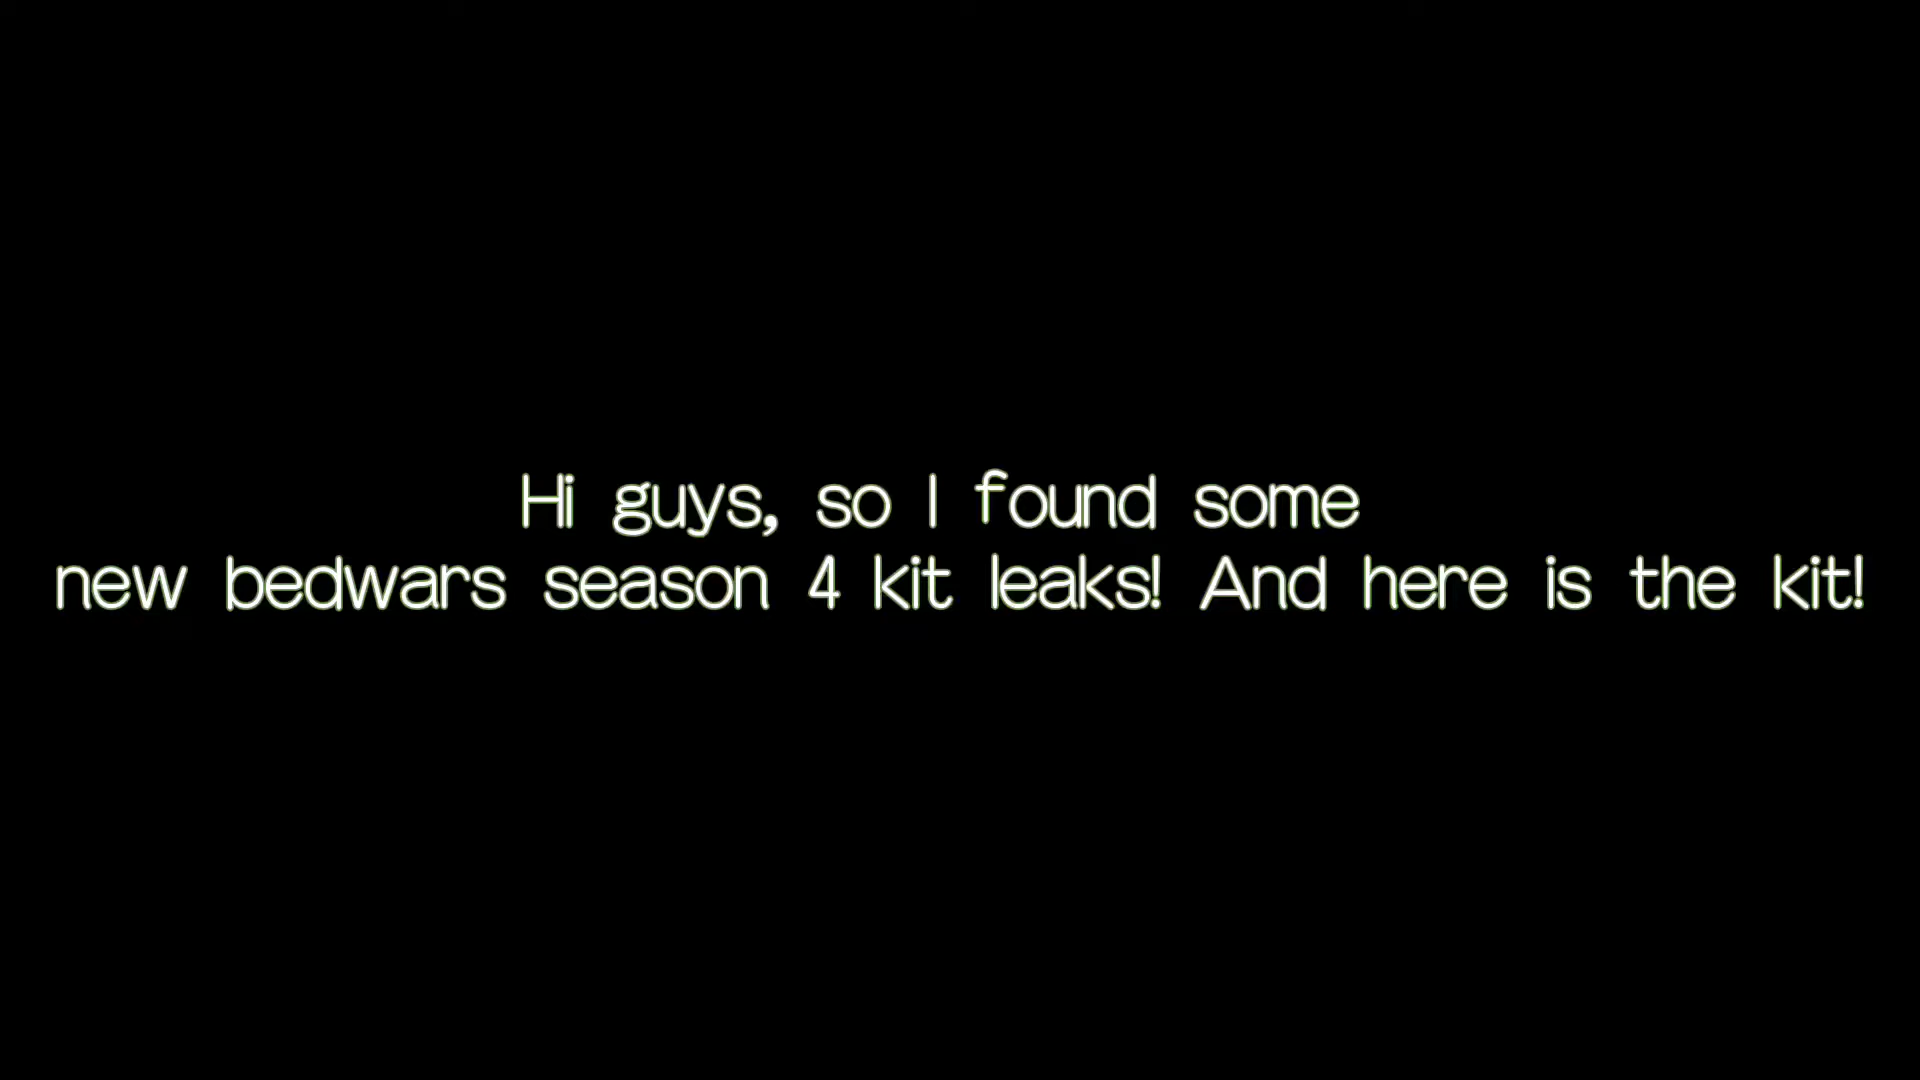 Hi guys, so I found some
new bedwars season 4 kit leaks! And here is the kit!